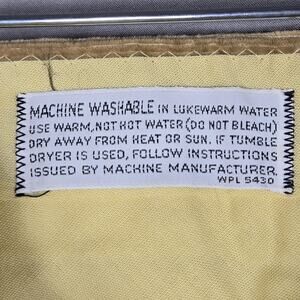 MACHINE WASHABLE IN LUKEWARM WATER
USE WARM, NOT HOT WATER (DO NOT BLEACH)
DRY AWAY FROM HEAT OR SUN. IF TUMBLE
DRYER IS USED, FOLLOW INSTRUCTIONS
ISSUED BY MACHINE MANUFACTURER.
WPL 5430